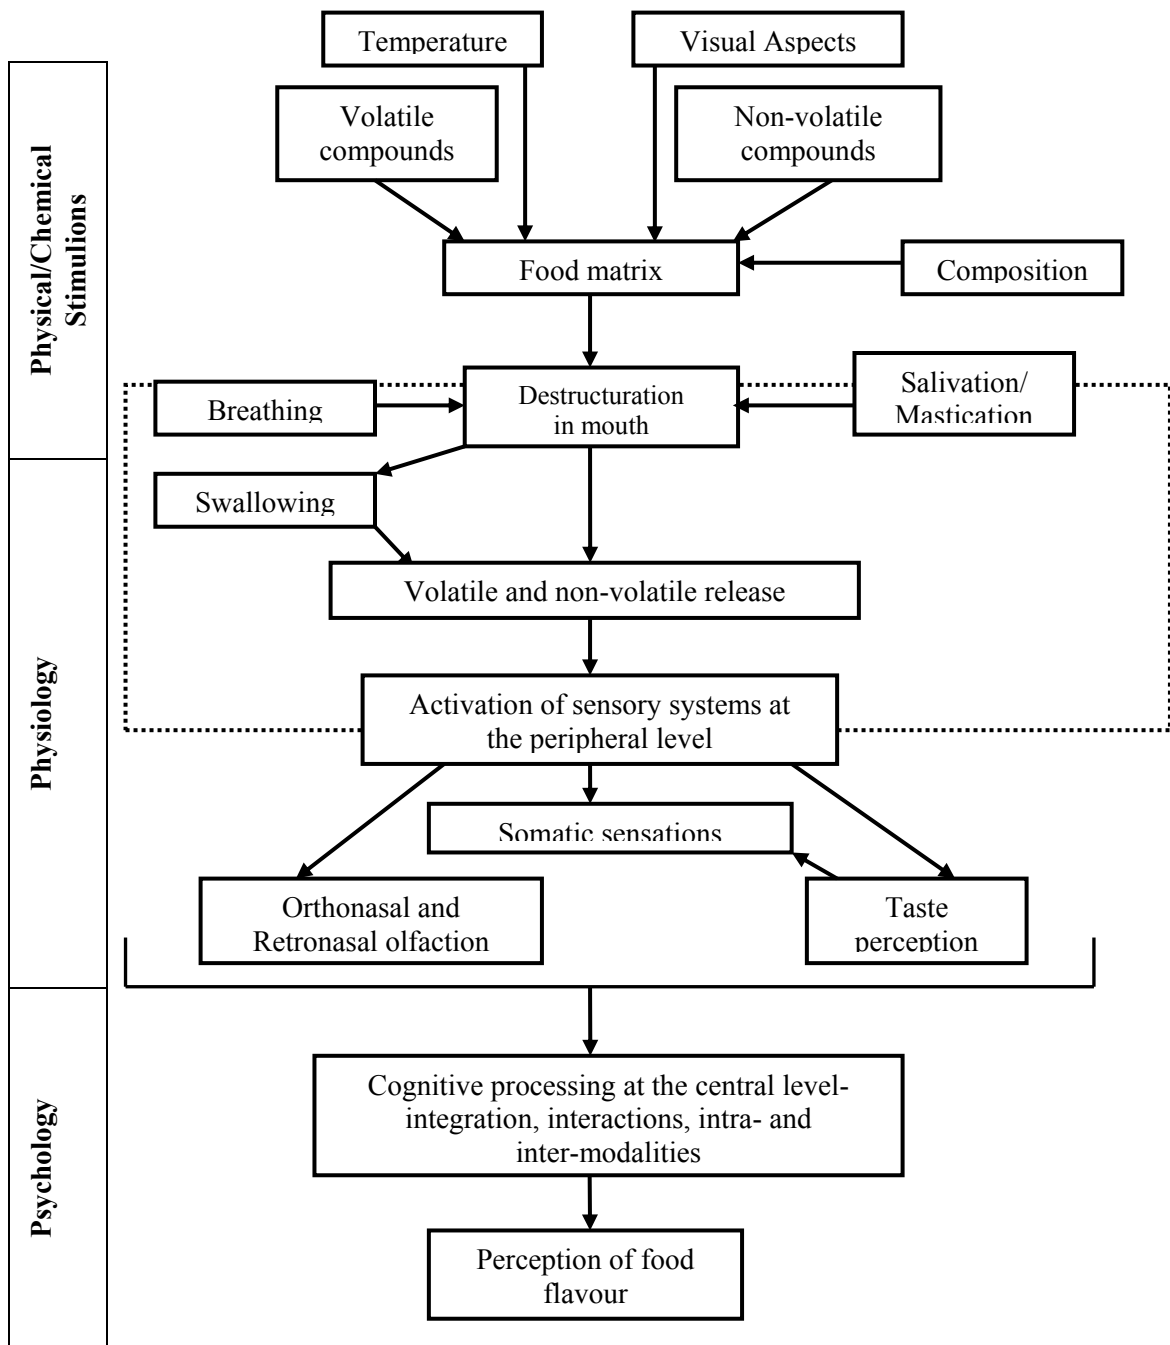 Temperature
Visual Aspects
Volatile
compounds
Non-volatile
compounds
Physical/Chemical
Stimulions
Food matrix
Composition
Destructuration
in mouth
Breathing
Salivation/
Mastication
Swallowing
Volatile and non-volatile release
Physiology
Activation of sensory systems at
the peripheral level
Somatic sensations
Orthonasal and
Retronasal olfaction
Taste
perception
Psychology
Cognitive processing at the central level-
integration, interactions, intra- and
inter-modalities
Perception of food
flavour